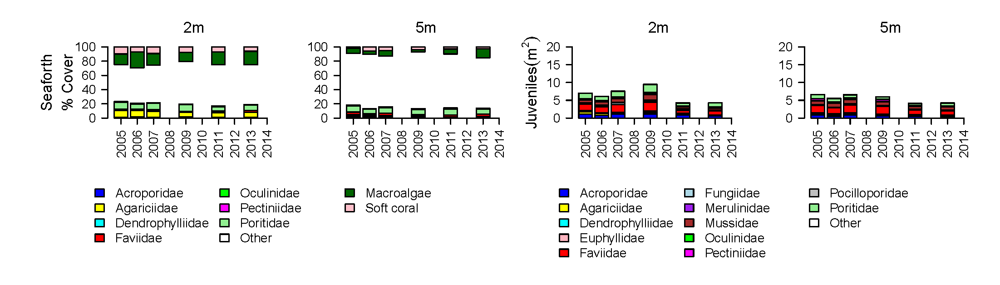 2m
5m
2m
5m
Seaforth
% Cover
100
80
60
40
20
0
2005
2006
2007
2008
2009
2010
2011
2012
2013
2014
100
80
60
40
20
0
2005
2006
2007
2008
2009
2010
2011
2012
2013
2014
Juveniles(m²)
20
15
10
5
0
2005
2006
2007
2008
2009
2010
2011
2012
2013
2014
20
15
10
5
0
2005
2006
2007
2008
2009
2010
2011
2012
2013
2014
Acroporidae
Agariciidae
Dendrophylliidae
Faviidae
Oculinidae
Pectiniidae
Poritidae
Other
Macroalgae
Soft coral
Acroporidae
Agariciidae
Dendrophylliidae
Euphyllidae
Faviidae
Fungiidae
Merulinidae
Mussidae
Oculinidae
Pectiniidae
Pocilloporidae
Poritidae
Other